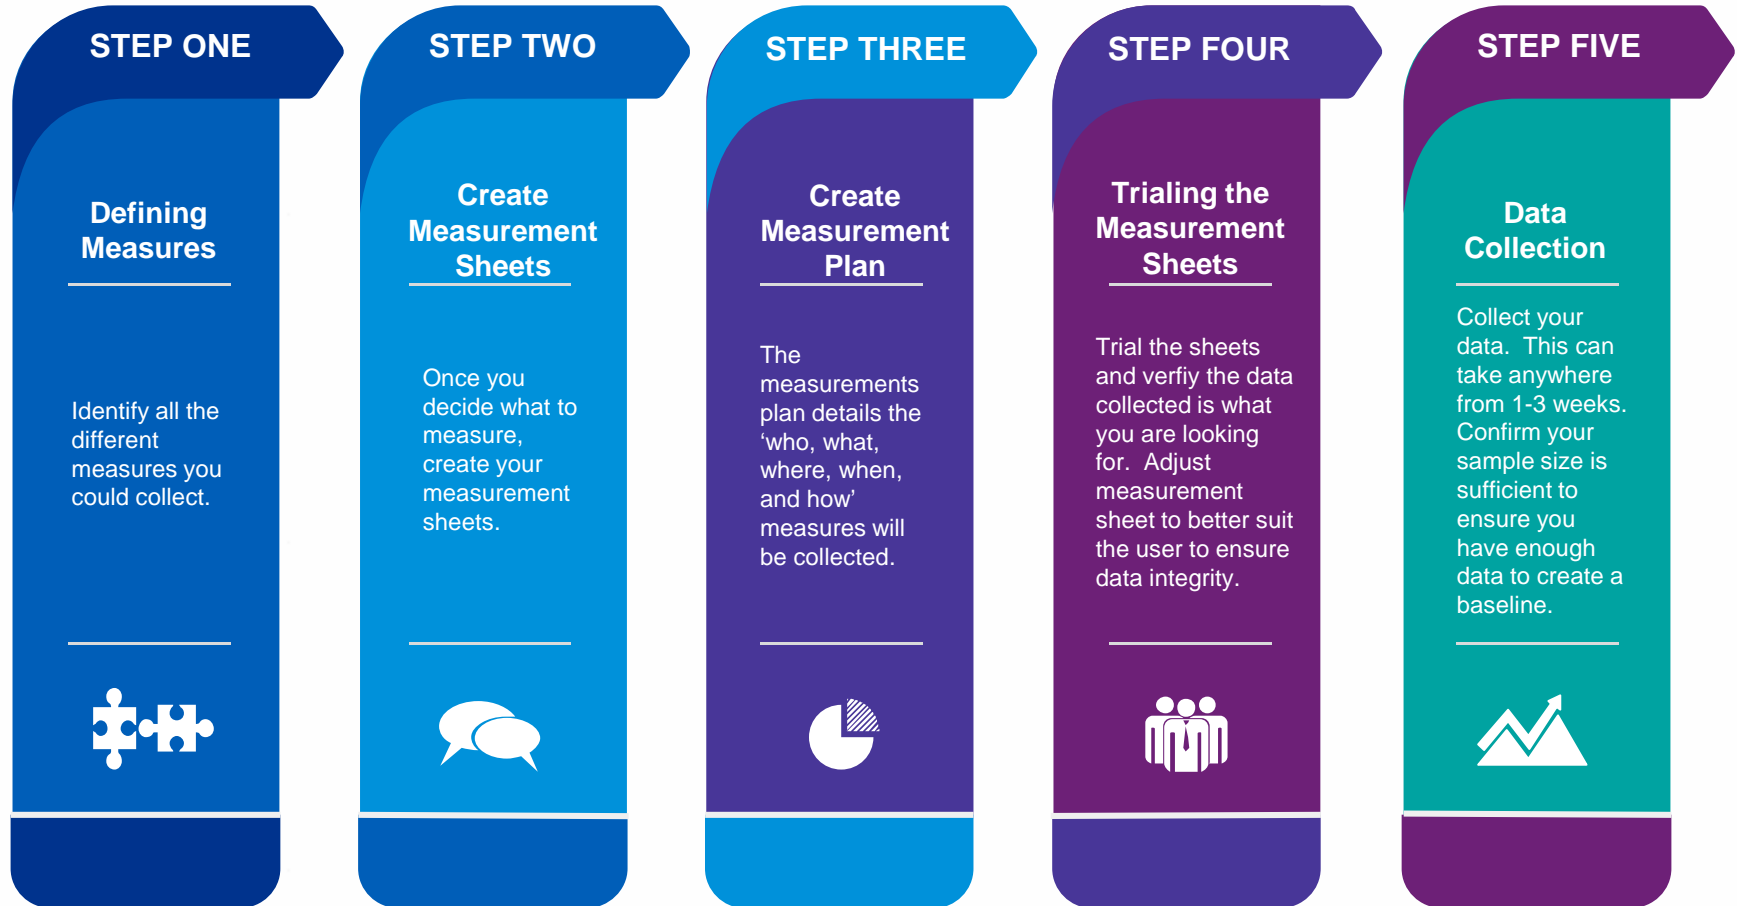 STEP ONE
Defining
Measures
Identify all the
different
measures you
could collect.
STEP TWO
Create
Measurement
Sheets
Once you
decide what to
measure,
create your
measurement
sheets.
STEP THREE
Create
Measurement
Plan
The
measurements
plan details the
‘who, what,
where, when,
and how’
measures will
be collected.
STEP FOUR
Trialing the
Measurement
Sheets
Trial the sheets
and verfiy the data
collected is what
you are looking
for.  Adjust
measurement
sheet to better suit
the user to ensure
data integrity.
STEP FIVE
Data
Collection
Collect your
data.  This can
take anywhere
from 1-3 weeks.
Confirm your
sample size is
sufficient to
ensure you
have enough
data to create a
baseline.